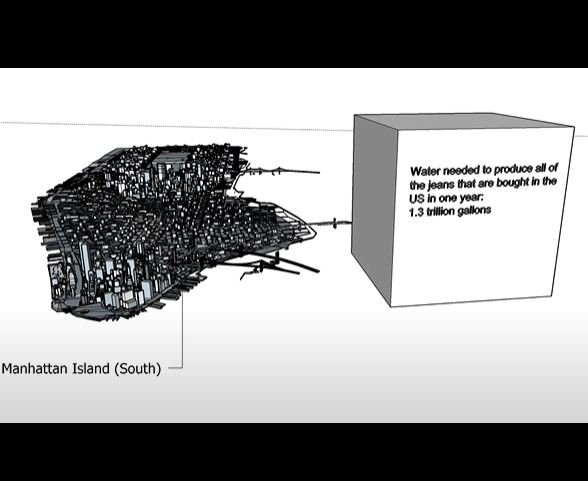 Water needed to produce all of
the jeans that are bought in the
US in one year:
1.3 trillion gallons
Manhattan Island (South)